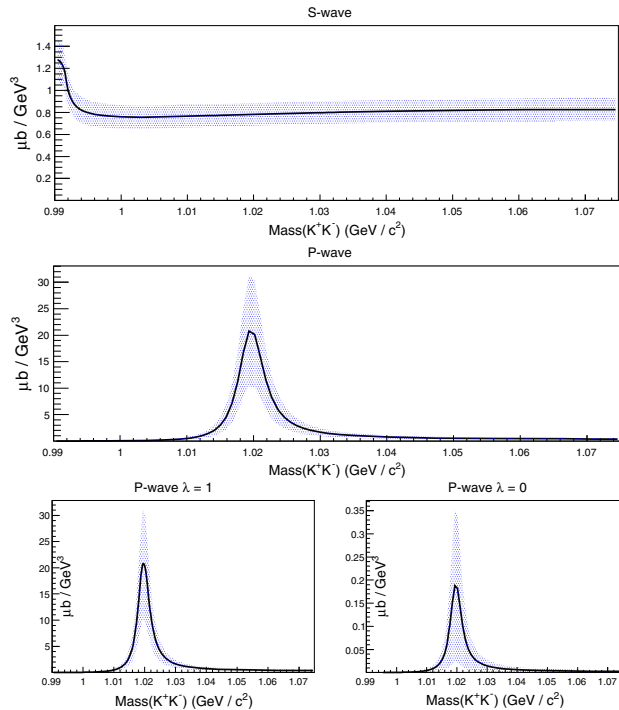 S-wave
μb / GeV³
1.4
1.2
1
0.8
0.6
0.4
0.2
0.99 1 1.01 1.02 1.03 1.04 1.05 1.06 1.07
Mass(K⁺K⁻) (GeV / c²)
P-wave
μb / GeV³
30
25
20
15
10
5
0.99 1 1.01 1.02 1.03 1.04 1.05 1.06 1.07
Mass(K⁺K⁻) (GeV / c²)
P-wave λ = 1
μb / GeV³
30
25
20
15
10
5
0.99 1 1.01 1.02 1.03 1.04 1.05 1.06 1.07
Mass(K⁺K⁻) (GeV / c²)
P-wave λ = 0
μb / GeV³
0.35
0.3
0.25
0.2
0.15
0.1
0.05
0.99 1 1.01 1.02 1.03 1.04 1.05 1.06 1.07
Mass(K⁺K⁻) (GeV / c²)